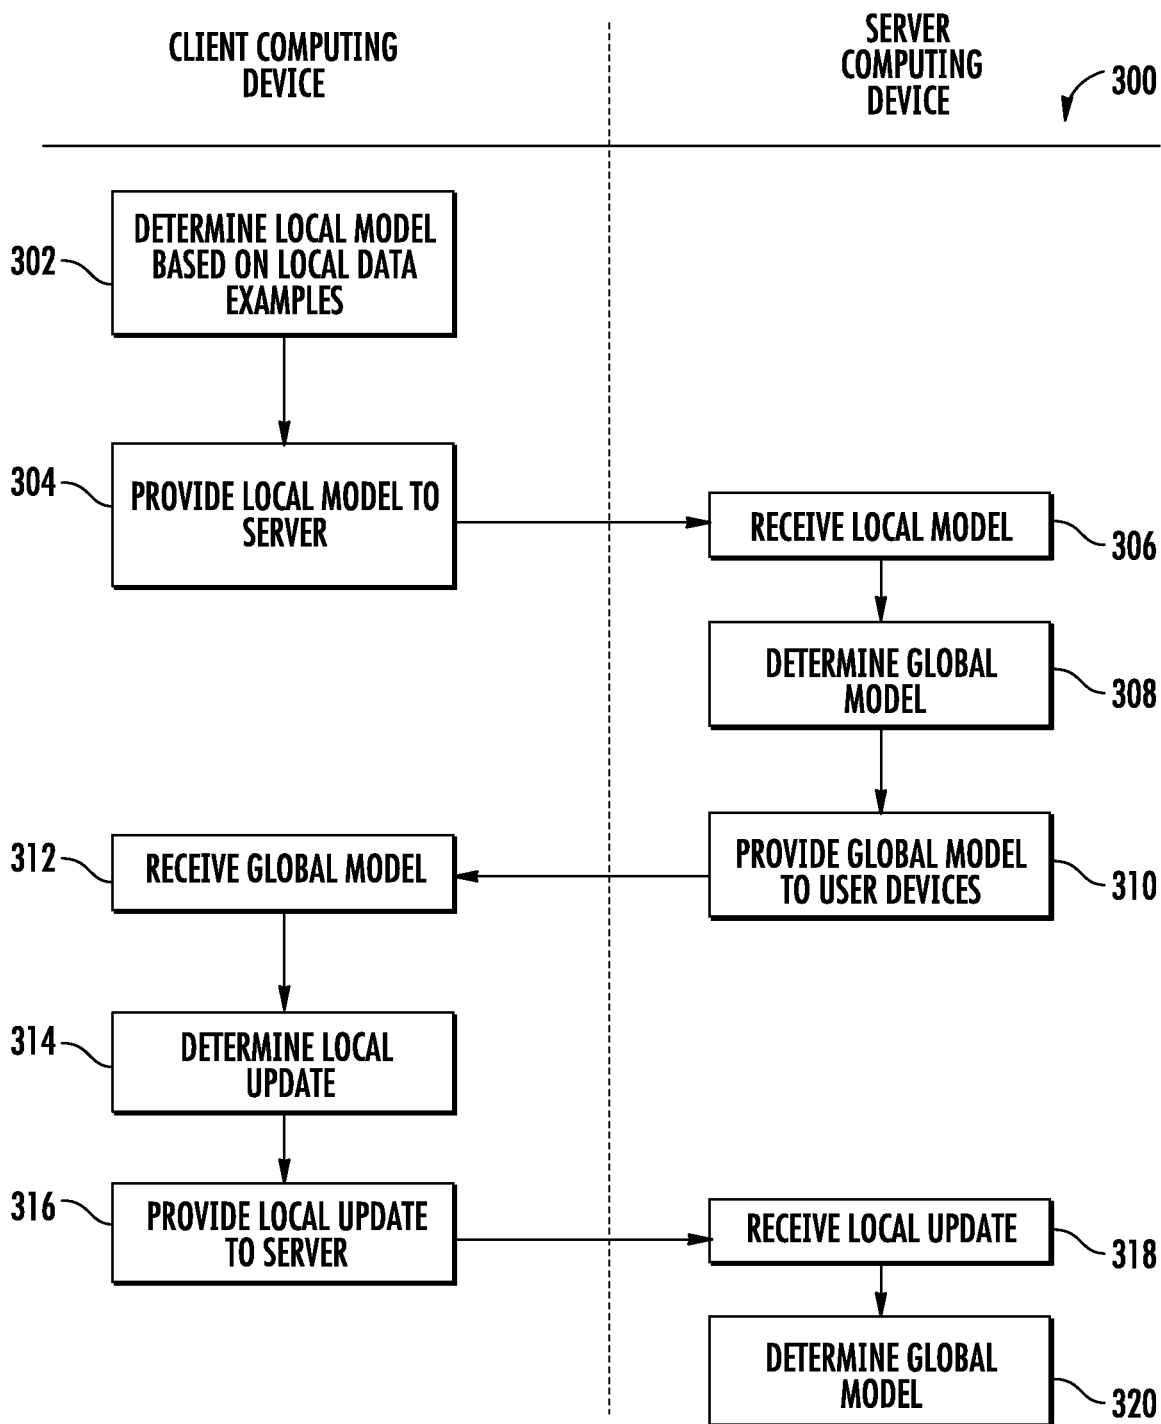 CLIENT COMPUTING
DEVICE
SERVER
COMPUTING
DEVICE
300
302
DETERMINE LOCAL MODEL
BASED ON LOCAL DATA
EXAMPLES
304
PROVIDE LOCAL MODEL TO
SERVER
RECEIVE LOCAL MODEL
306
DETERMINE GLOBAL
MODEL
308
PROVIDE GLOBAL MODEL
TO USER DEVICES
310
312
RECEIVE GLOBAL MODEL
314
DETERMINE LOCAL
UPDATE
316
PROVIDE LOCAL UPDATE
TO SERVER
RECEIVE LOCAL UPDATE
318
DETERMINE GLOBAL
MODEL
320